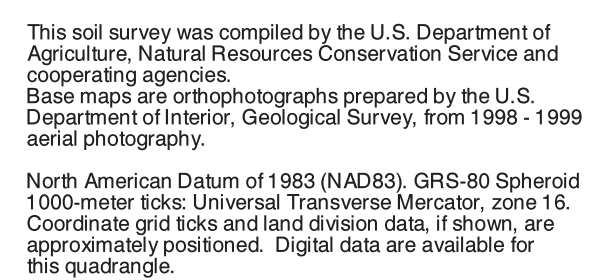 This soil survey was compiled by the U.S. Department of
Agriculture, Natural Resources Conservation Service and
cooperating agencies.
Base maps are orthophotographs prepared by the U.S.
Department of Interior, Geological Survey, from 1998 - 1999
aerial photography.

North American Datum of 1983 (NAD83). GRS-80 Spheroid
1000-meter ticks: Universal Transverse Mercator, zone 16.
Coordinate grid ticks and land division data, if shown, are
approximately positioned.  Digital data are available for
this quadrangle.